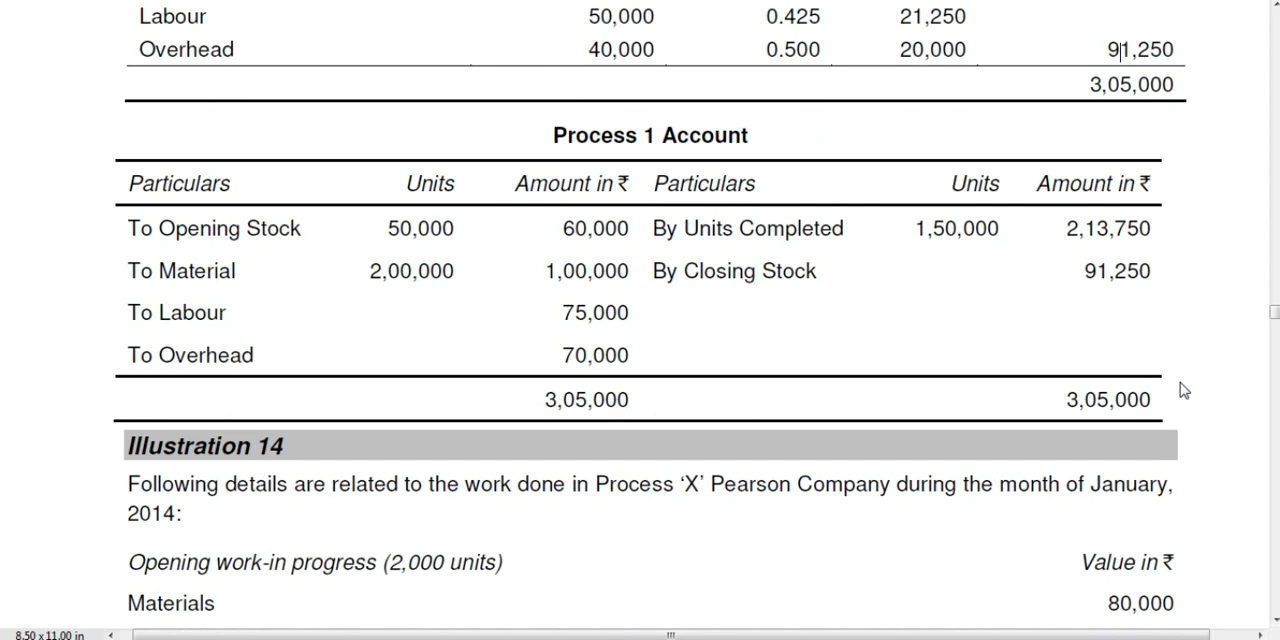 Labour 50,000 0.425 21,250
Overhead 40,000 0.500 20,000 91,250
3,05,000
Process 1 Account
Particulars Units Amount in ₹ Particulars Units Amount in ₹
To Opening Stock 50,000 60,000 By Units Completed 1,50,000 2,13,750
To Material 2,00,000 1,00,000 By Closing Stock 91,250
To Labour 75,000
To Overhead 70,000
3,05,000 3,05,000
Illustration 14
Following details are related to the work done in Process ‘X’ Pearson Company during the month of January,
2014:
Opening work-in progress (2,000 units) Value in ₹
Materials 80,000
8.50 x 11.00 in